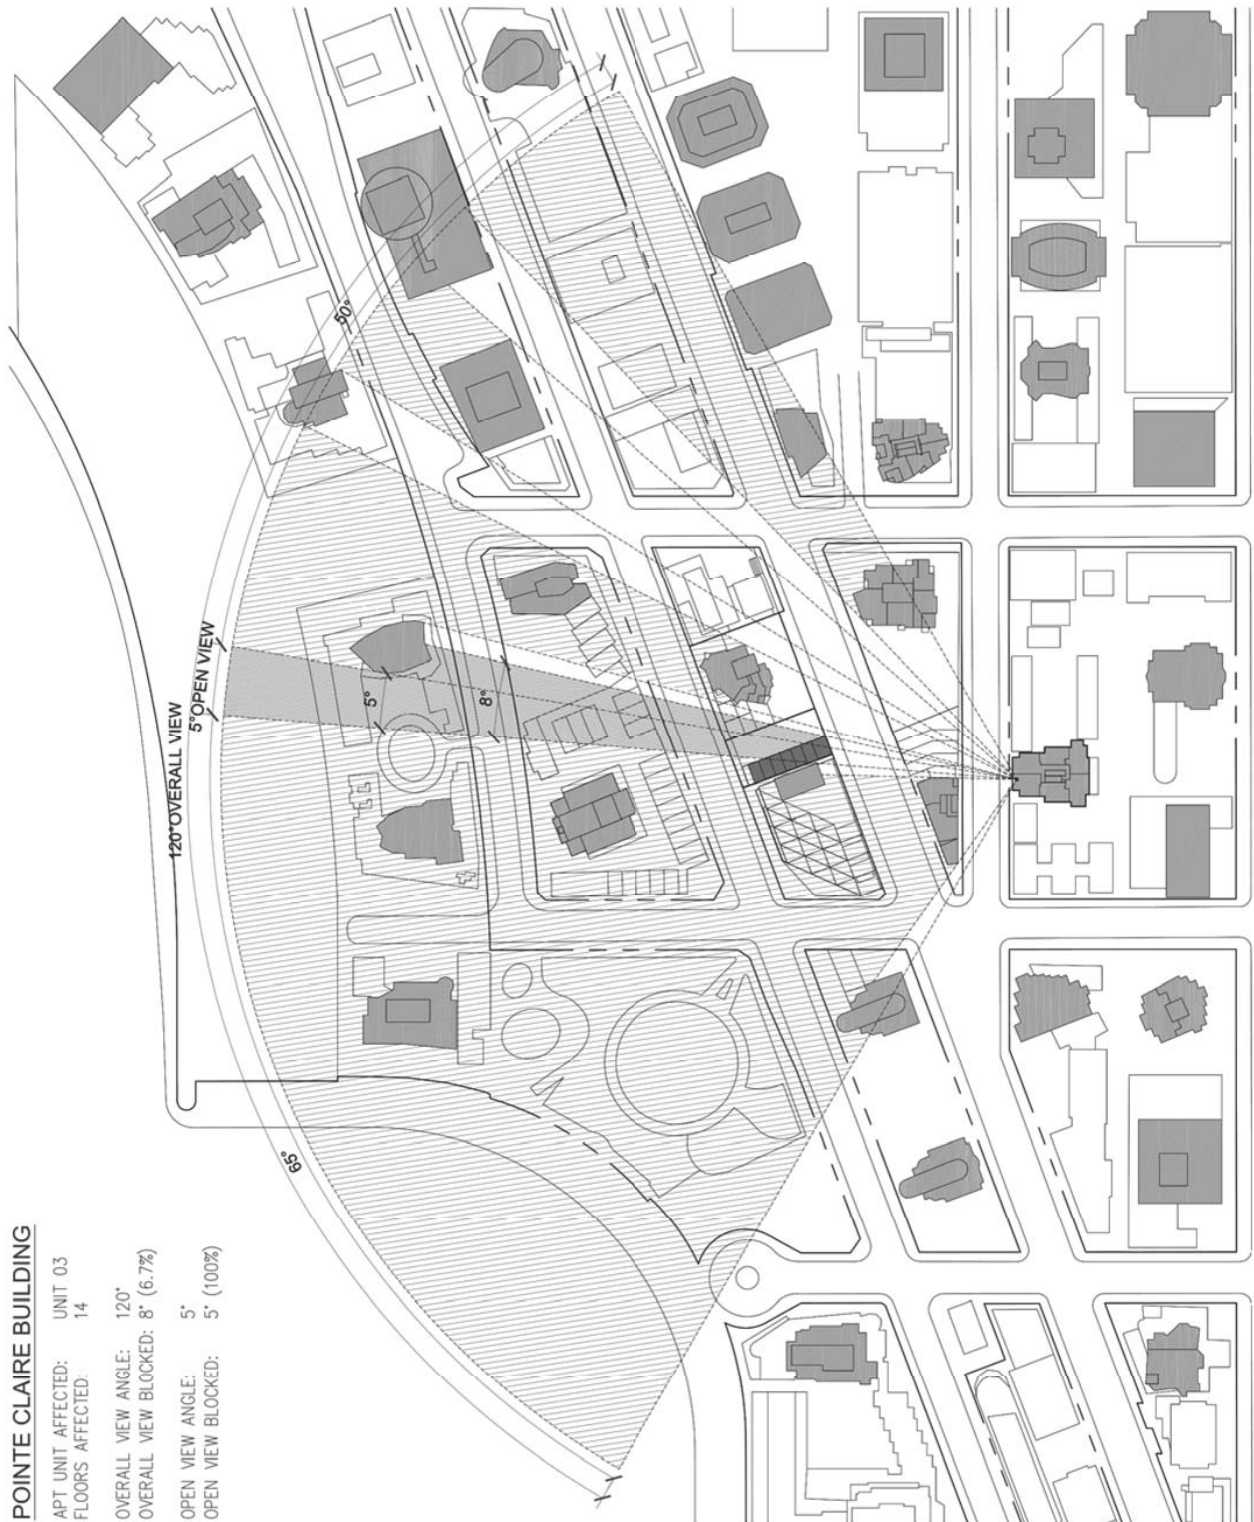 POINTE CLAIRE BUILDING
APT UNIT AFFECTED: UNIT 03
FLOORS AFFECTED: 14
OVERALL VIEW ANGLE: 120°
OVERALL VIEW BLOCKED: 8° (6.7%)
OPEN VIEW ANGLE: 5°
OPEN VIEW BLOCKED: 5° (100%)
65°
120° OVERALL VIEW
5° OPEN VIEW
50°
5°
8°